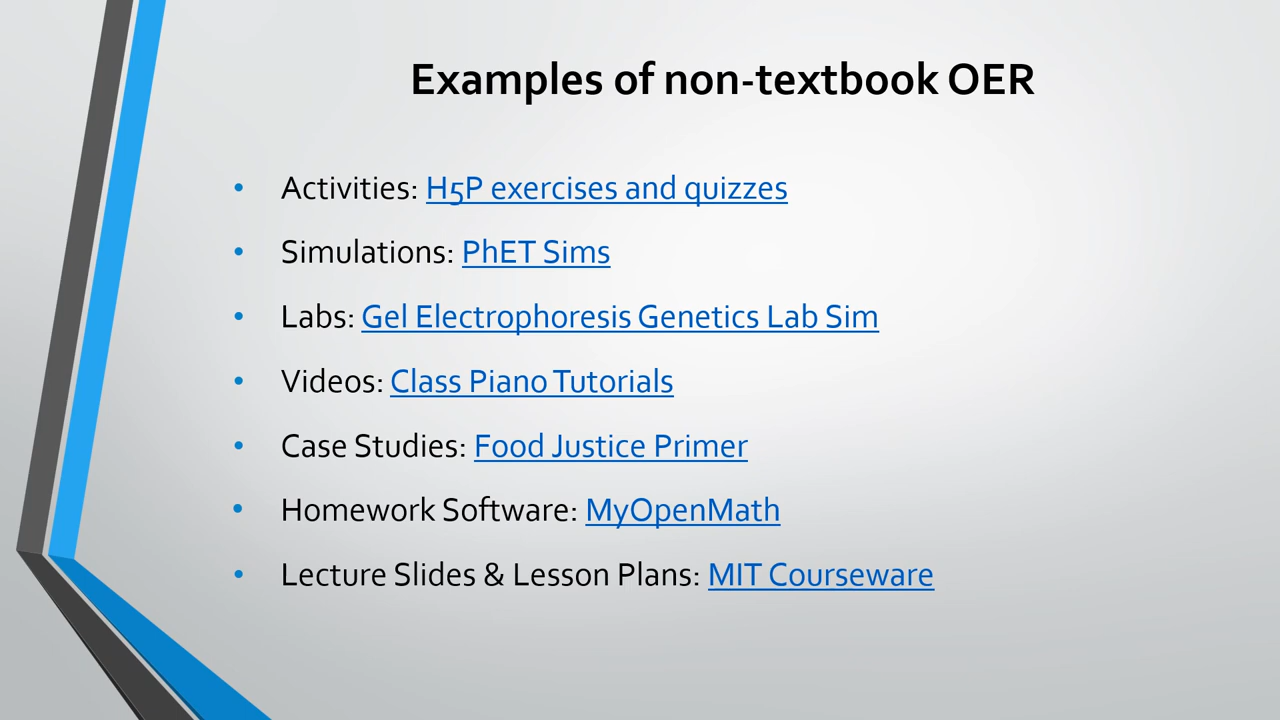 Examples of non-textbook OER
• Activities: H5P exercises and quizzes
• Simulations: PhET Sims
• Labs: Gel Electrophoresis Genetics Lab Sim
• Videos: Class Piano Tutorials
• Case Studies: Food Justice Primer
• Homework Software: MyOpenMath
• Lecture Slides & Lesson Plans: MIT Courseware